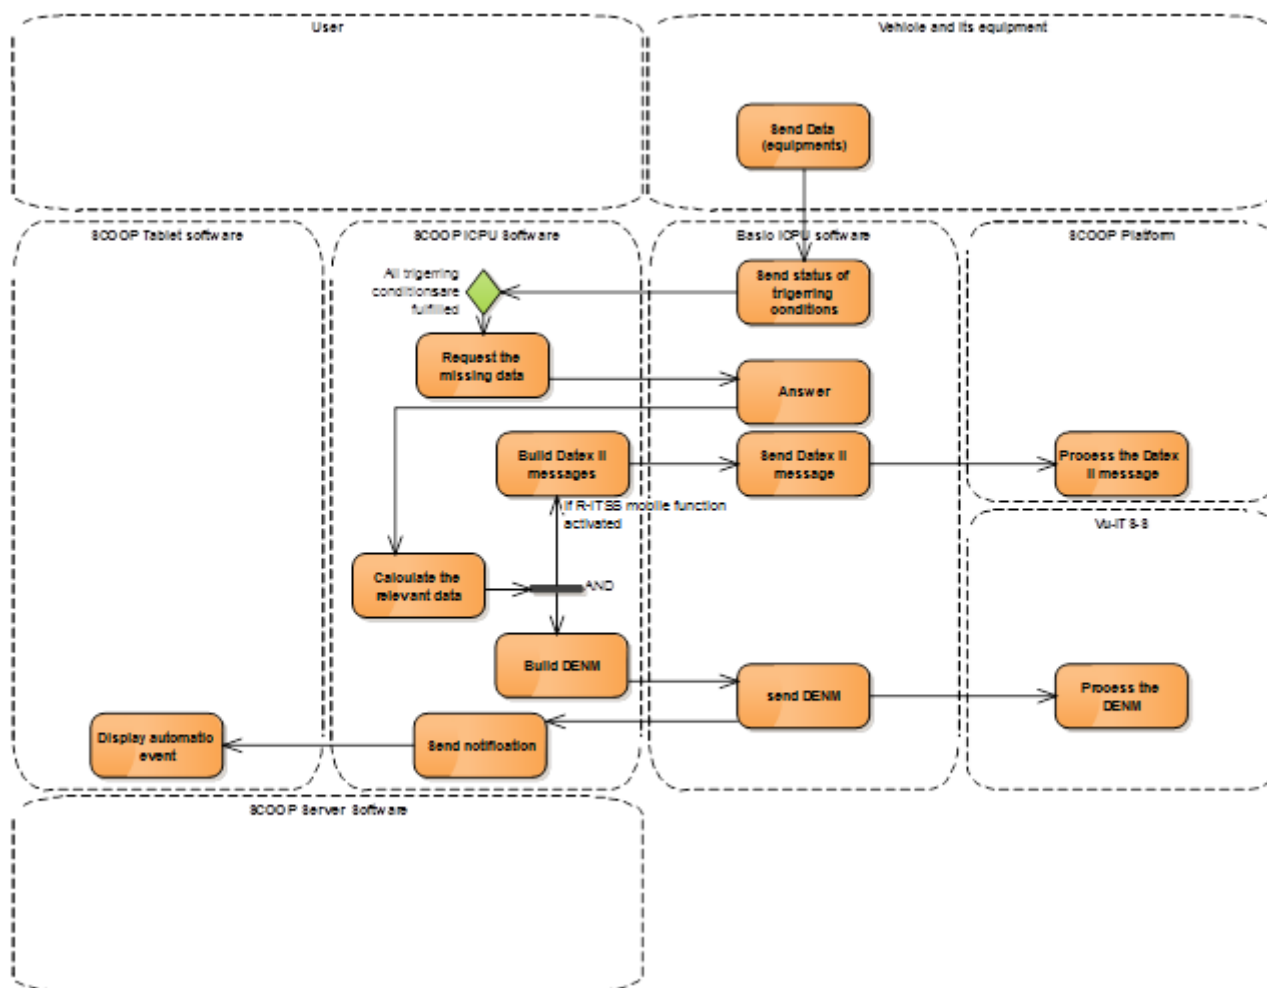 User
Vehicle and its equipment
Send Data
(equipments)
SCOOP Tablet software
SCOOP ICPU Software
Basic ICPU software
SCOOP Platform
All trigerring
conditionsare
fulfilled
Send status of
trigerring
conditions
Request the
missing data
Answer
Build Datex II
messages
Send Datex II
message
Process the Datex
II message
If R-ITSS mobile function
activated
Vu-ITS-S
Calculate the
relevant data
AND
Build DENM
send DENM
Process the
DENM
Display automatic
event
Send notification
SCOOP Server Software